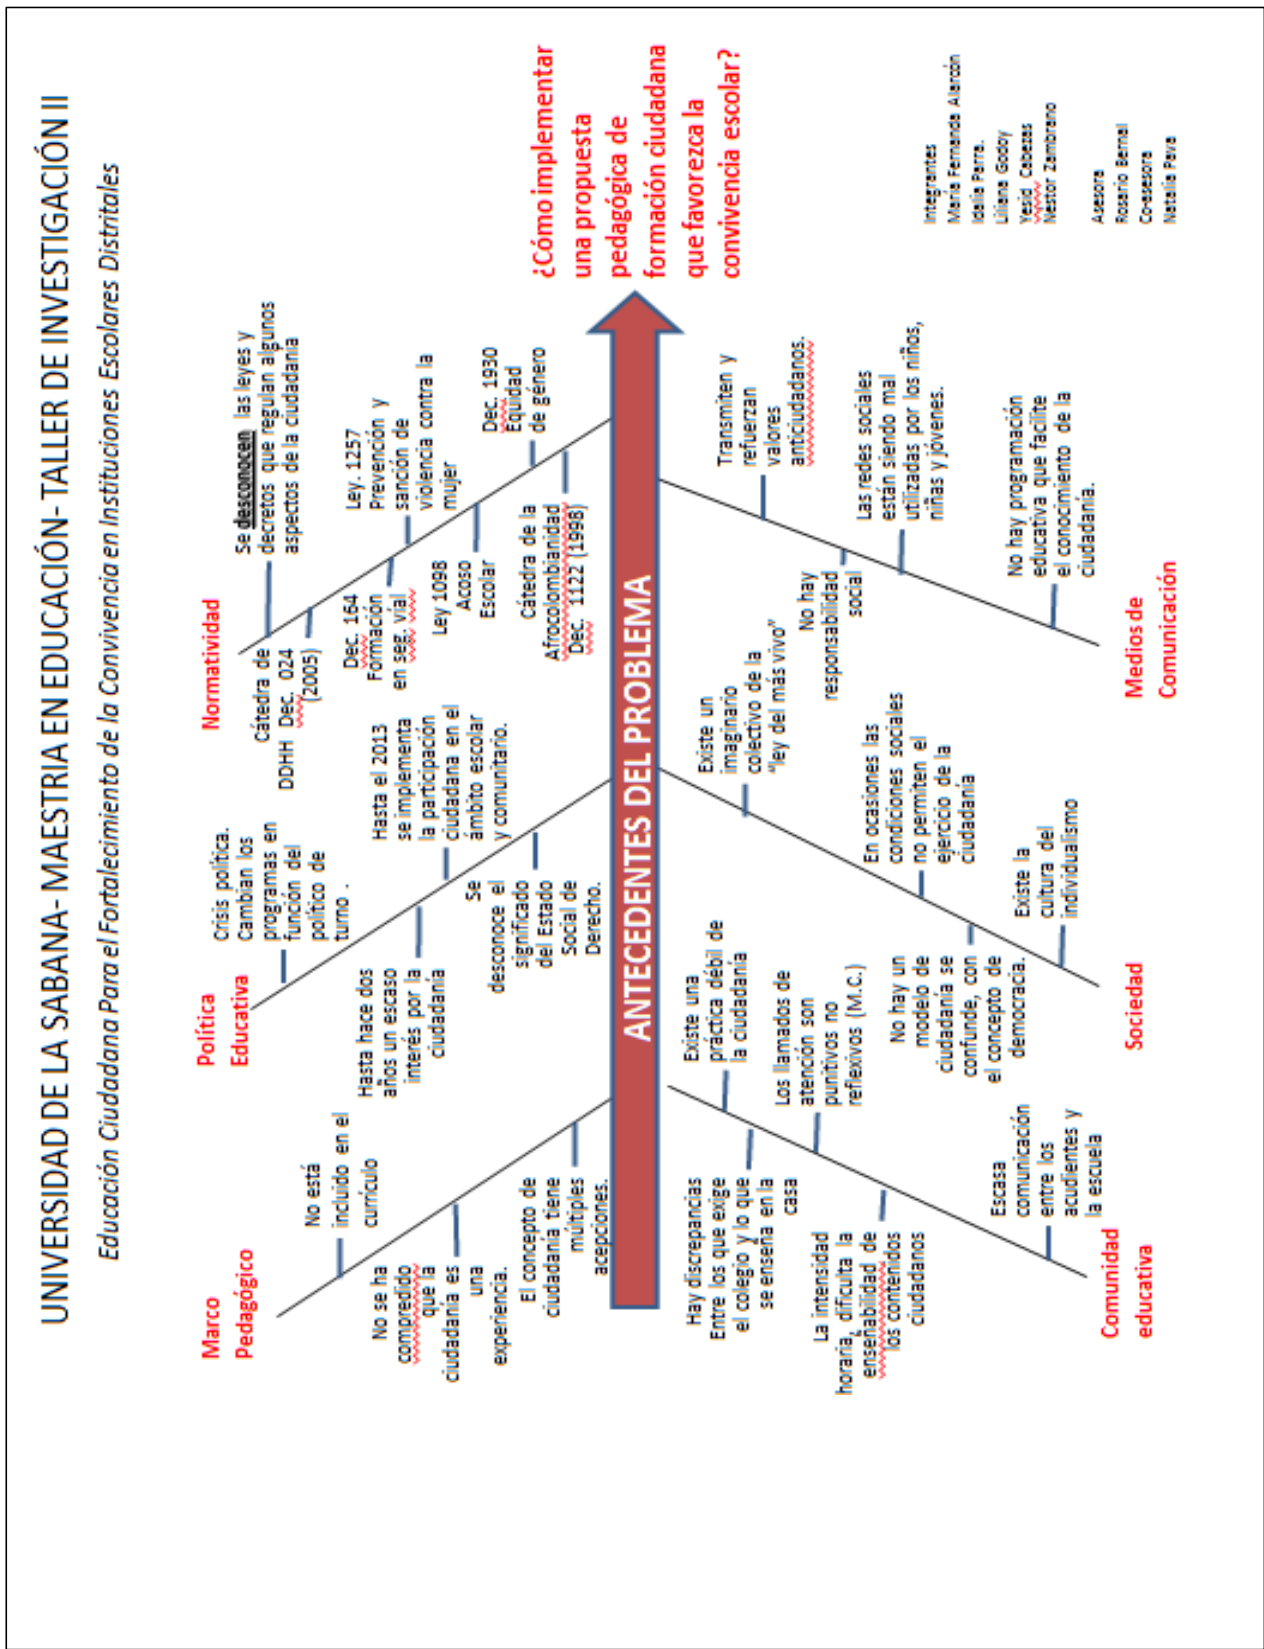 UNIVERSIDAD DE LA SABANA- MAESTRIA EN EDUCACIÓN- TALLER DE INVESTIGACIÓN II
Educación Ciudadana Para el Fortalecimiento de la Convivencia en Instituciones Escolares Distritales
Marco
Pedagógico
No está
incluido en el
currículo
No se ha
compredido
que la
ciudadanía es
una
experiencia.
El concepto de
ciudadanía tiene
múltiples
acepciones.
Política
Educativa
Crisis política.
Cambian los
programas en
función del
político de
turno .
Hasta hace dos
años un escaso
interés por la
ciudadanía
Hasta el 2013
se implementa
la participación
ciudadana en el
ámbito escolar
y comunitario.
Se
desconoce el
significado
del Estado
Social de
Derecho.
Normatividad
Se desconocen las leyes y
decretos que regulan algunos
aspectos de la ciudadanía
Cátedra de
DDHH Dec. 024
(2005)
Ley. 1257
Prevención y
sanción de
violencia contra la
mujer
Dec. 164
Formación
en seg. vial
Ley 1098
Acoso
Escolar
Dec. 1930
Equidad
de género
Cátedra de la
Afrocolombianidad
Dec. 1122 (1998)
ANTECEDENTES DEL PROBLEMA
¿Cómo implementar
una propuesta
pedagógica de
formación ciudadana
que favorezca la
convivencia escolar?
Existe una
práctica débil de
la ciudadanía
Hay discrepancias
Entre los que exige
el colegio y lo que
se enseña en la
casa
Los llamados de
atención son
punitivos no
reflexivos (M.C.)
La intensidad
horaria, dificulta la
enseñabilidad de
los contenidos
ciudadanos
Escasa
comunicación
entre los
acudientes y
la escuela
Comunidad
educativa
Existe un
imaginario
colectivo de la
"ley del más vivo"
En ocasiones las
condiciones sociales
no permiten el
ejercicio de la
ciudadanía
No hay un
modelo de
ciudadanía se
confunde, con
el concepto de
democracia.
Existe la
cultura del
individualismo
Sociedad
Transmiten y
refuerzan
valores
anticiudadanos.
No hay
responsabilidad
social
Las redes sociales
están siendo mal
utilizadas por los niños,
niñas y jóvenes.
No hay programación
educativa que facilite
el conocimiento de la
ciudadanía.
Medios de
Comunicación
Integrantes
María Fernanda Alarcón
Idalia Parra.
Liliana Godoy
Yesid Cabezas
Nestor Zambrano
Asesora
Rosario Bernal
Co-asesora
Natalia Pava